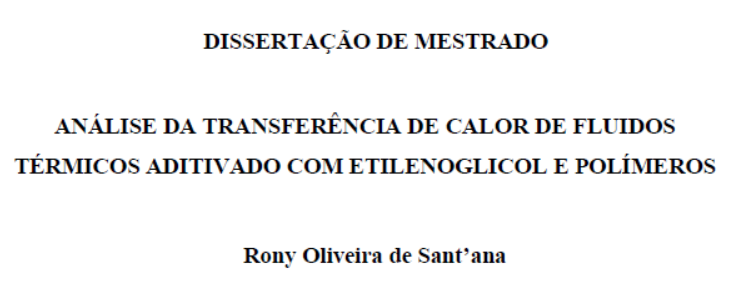 DISSERTAÇÃO DE MESTRADO
ANÁLISE DA TRANSFERÊNCIA DE CALOR DE FLUIDOS
TÉRMICOS ADITIVADO COM ETILENOGLICOL E POLÍMEROS
Rony Oliveira de Sant’ana